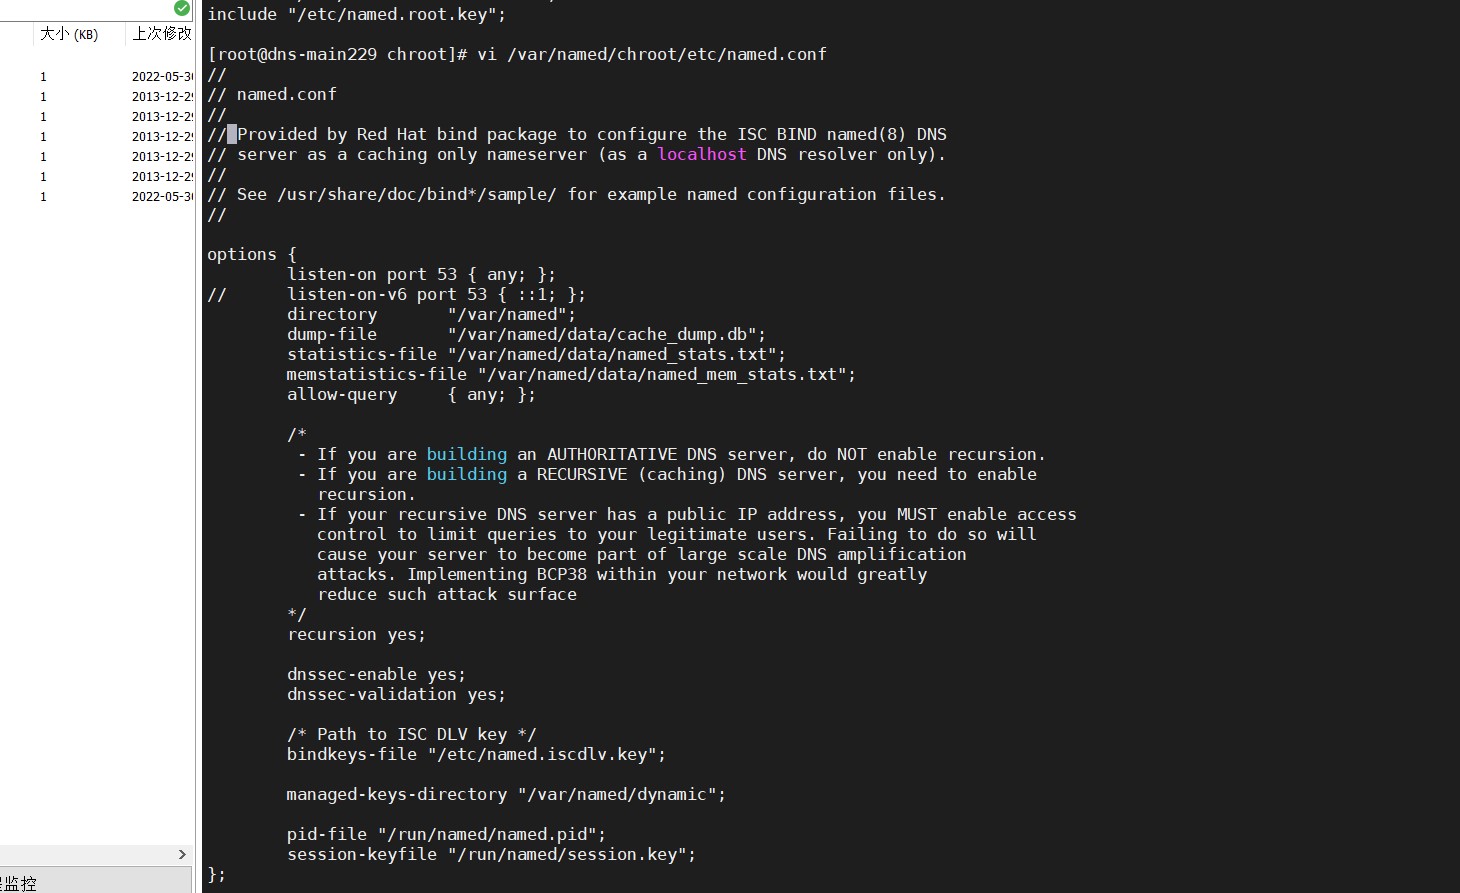 大小 (KB) 上次修改
1 2022-05-30
1 2013-12-29
1 2013-12-29
1 2013-12-29
1 2013-12-29
1 2013-12-29
1 2022-05-30
监控
include "/etc/named.root.key";
[root@dns-main229 chroot]# vi /var/named/chroot/etc/named.conf
//
// named.conf
//
// Provided by Red Hat bind package to configure the ISC BIND named(8) DNS
// server as a caching only nameserver (as a localhost DNS resolver only).
//
// See /usr/share/doc/bind*/sample/ for example named configuration files.
//
options {
listen-on port 53 { any; };
// listen-on-v6 port 53 { ::1; };
directory "/var/named";
dump-file "/var/named/data/cache_dump.db";
statistics-file "/var/named/data/named_stats.txt";
memstatistics-file "/var/named/data/named_mem_stats.txt";
allow-query { any; };
/*
- If you are building an AUTHORITATIVE DNS server, do NOT enable recursion.
- If you are building a RECURSIVE (caching) DNS server, you need to enable
recursion.
- If your recursive DNS server has a public IP address, you MUST enable access
control to limit queries to your legitimate users. Failing to do so will
cause your server to become part of large scale DNS amplification
attacks. Implementing BCP38 within your network would greatly
reduce such attack surface
*/
recursion yes;
dnssec-enable yes;
dnssec-validation yes;
/* Path to ISC DLV key */
bindkeys-file "/etc/named.iscdlv.key";
managed-keys-directory "/var/named/dynamic";
pid-file "/run/named/named.pid";
session-keyfile "/run/named/session.key";
};